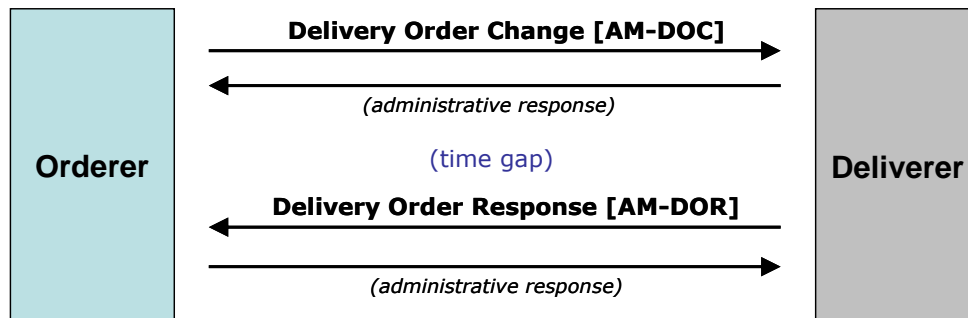 Delivery Order Change [AM-DOC]
(administrative response)
(time gap)
Orderer
Deliverer
Delivery Order Response [AM-DOR]
(administrative response)